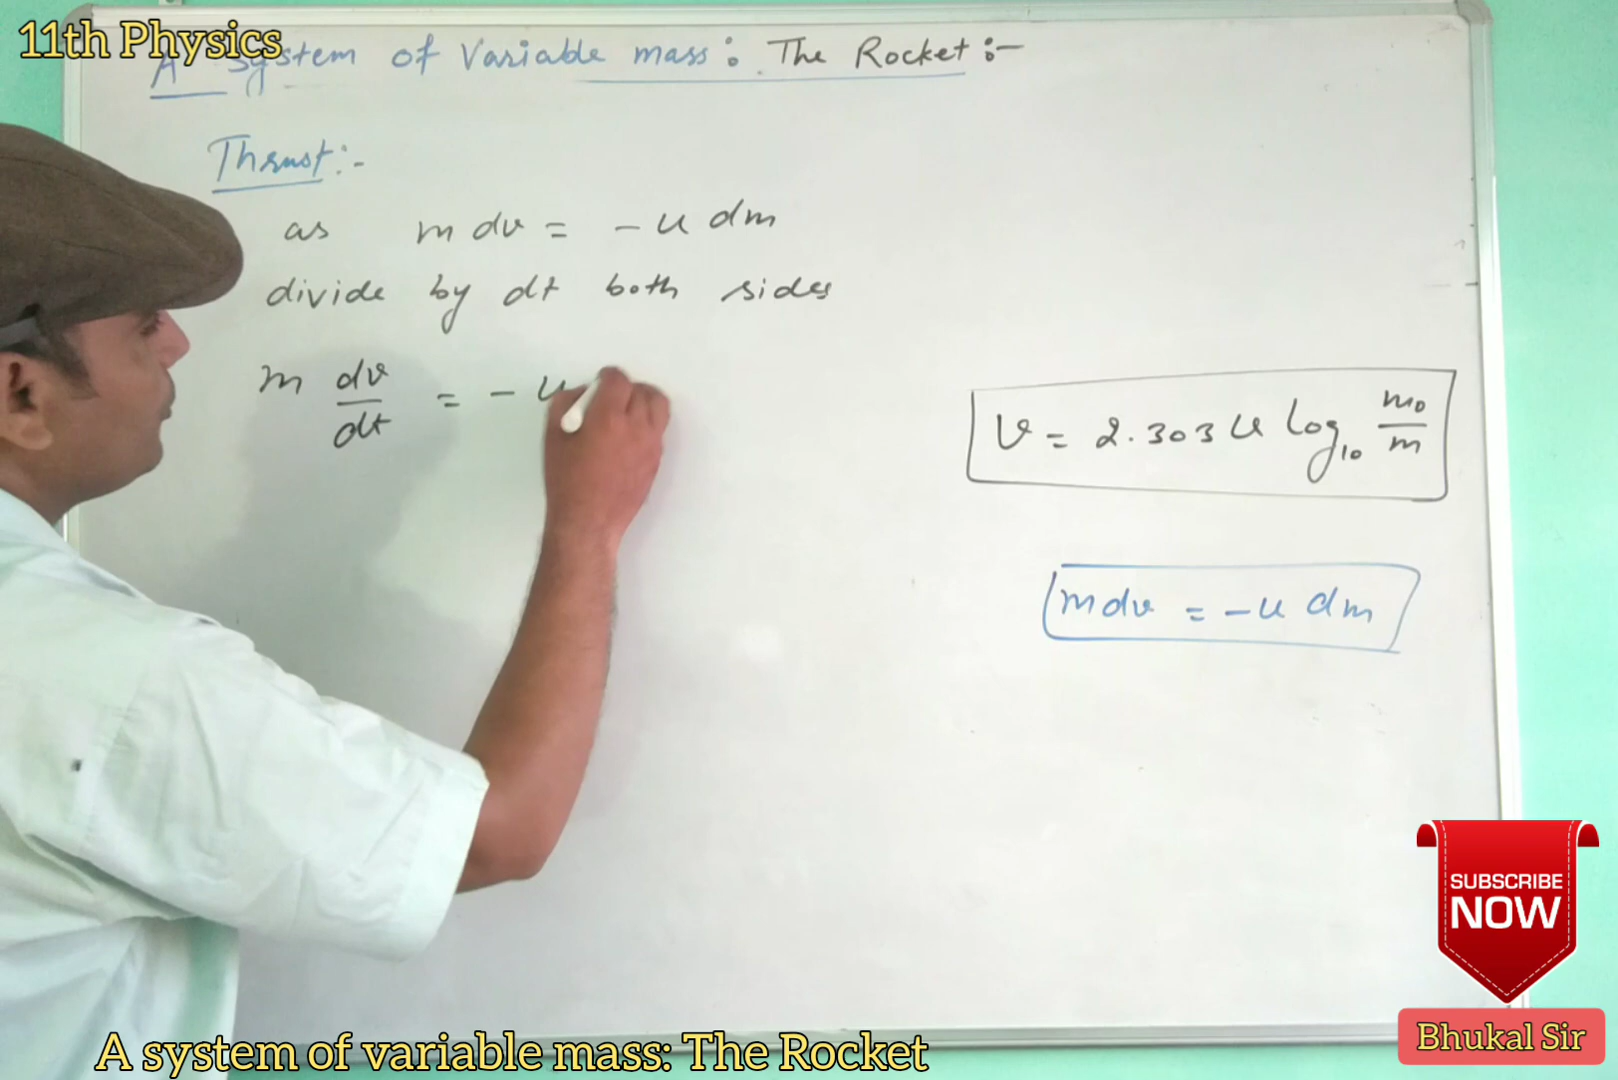 11th Physics
A System of Variable mass : The Rocket :-
Thrust :-
as m dv = - u dm
divide by dt both sides
m dv/dt = - u
v = 2.303 u log₁₀ m₀/m
m dv = - u dm
SUBSCRIBE
NOW
Bhukal Sir
A system of variable mass: The Rocket